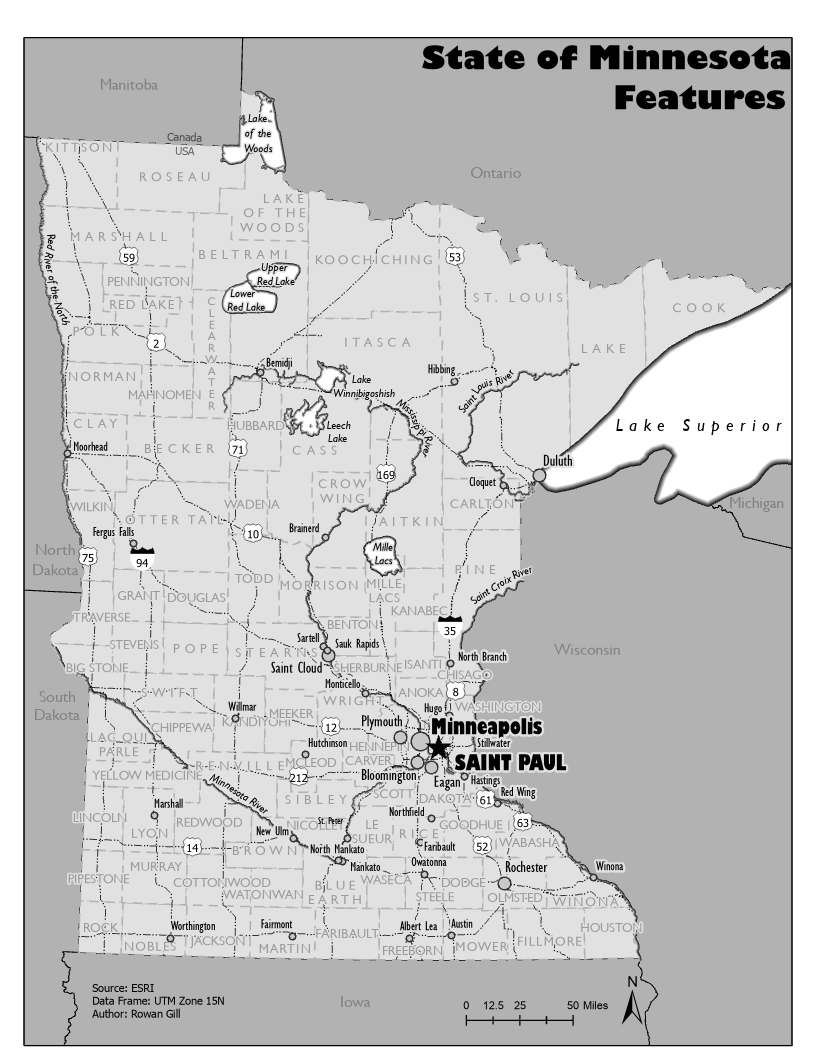 State of Minnesota
Features
Manitoba
Lake
of the
Woods
Canada
USA
KITTSON
Ontario
ROSEAU
LAKE
OF THE
WOODS
MARSHALL
Red River of the North
59
BELTRAMI
KOOCHICHING
53
PENNINGTON
Upper
Red Lake
RED LAKE
Lower
Red Lake
CLEARWATER
ST. LOUIS
COOK
POLK
2
ITASCA
LAKE
Bemidji
Hibbing
NORMAN
Lake
Winnibigoshish
Saint Louis River
MAHNOMEN
Mississippi River
CLAY
HUBBARD
Leech
Lake
Lake Superior
Moorhead
BECKER
71
CASS
Duluth
169
Cloquet
CROW
WING
WILKIN
WADENA
CARLTON
Michigan
OTTER TAIL
AITKIN
Fergus Falls
10
Brainerd
North
Dakota
75
94
Mille
Lacs
PINE
Saint Croix River
TODD
MORRISON
MILLE
LACS
GRANT
DOUGLAS
KANABEC
TRAVERSE
BENTON
35
STEVENS
POPE
STEARNS
Sartell
Sauk Rapids
Wisconsin
BIG STONE
Saint Cloud
SHERBURNE
ISANTI
North Branch
CHISAGO
SWIFT
Monticello
ANOKA
8
South
Dakota
Willmar
WRIGHT
Hugo
WASHINGTON
CHIPPEWA
KANDIYOHI
MEEKER
12
Plymouth
Minneapolis
LAC QUI
PARLE
Hutchinson
HENNEPIN
Stillwater
YELLOW MEDICINE
RENVILLE
MCLEOD
CARVER
SAINT PAUL
212
Bloomington
Eagan
Hastings
Minnesota River
SIBLEY
SCOTT
DAKOTA
61
Red Wing
Marshall
LINCOLN
LYON
REDWOOD
New Ulm
NICOLLET
St. Peter
LE
SUEUR
Northfield
RICE
GOODHUE
63
14
BROWN
North Mankato
Faribault
52
WABASHA
MURRAY
Mankato
Owatonna
Rochester
Winona
PIPESTONE
COTTONWOOD
WATONWAN
BLUE
EARTH
WASECA
STEELE
DODGE
OLMSTED
WINONA
ROCK
Worthington
Fairmont
Albert Lea
Austin
HOUSTON
NOBLES
JACKSON
MARTIN
FARIBAULT
FREEBORN
MOWER
FILLMORE
Iowa
Source: ESRI
Data Frame: UTM Zone 15N
Author: Rowan Gill
0 12.5 25 50 Miles
N